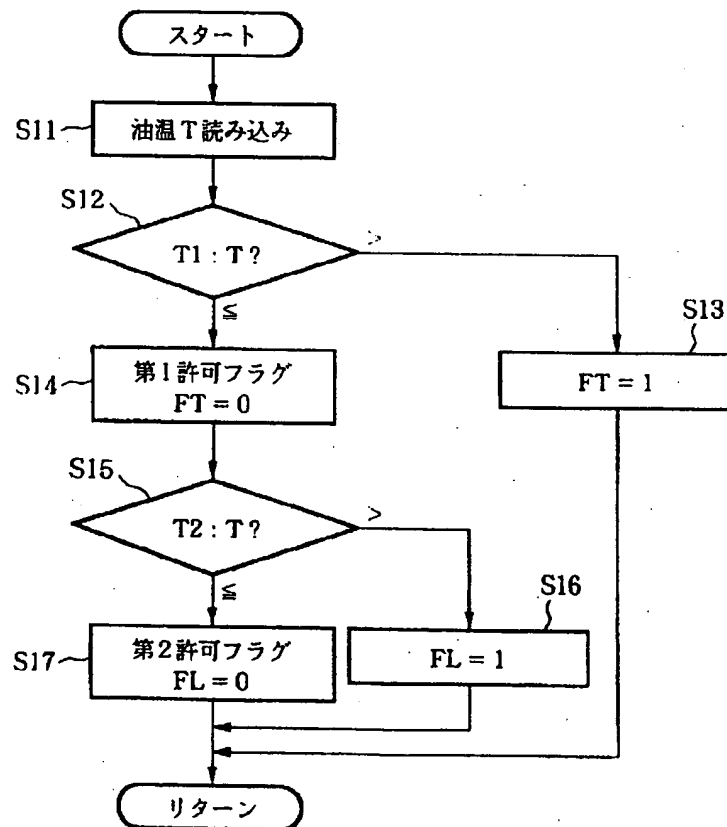 スタート
S11
油温T読み込み
S12
T1:T?
>
≦
S13
FT=1
S14
第1許可フラグ
FT=0
S15
T2:T?
>
≦
S16
FL=1
S17
第2許可フラグ
FL=0
リターン